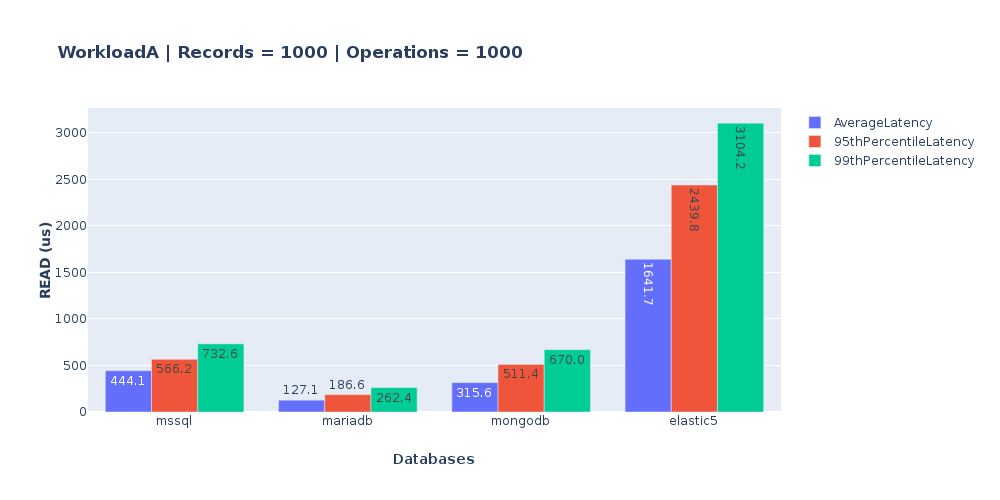 WorkloadA | Records = 1000 | Operations = 1000
AverageLatency
95thPercentileLatency
99thPercentileLatency
READ (us)
3000
2500
2000
1500
1000
500
0
444.1
566.2
732.6
127.1
186.6
262.4
315.6
511.4
670.0
1641.7
2439.8
3104.2
mssql
mariadb
mongodb
elastic5
Databases